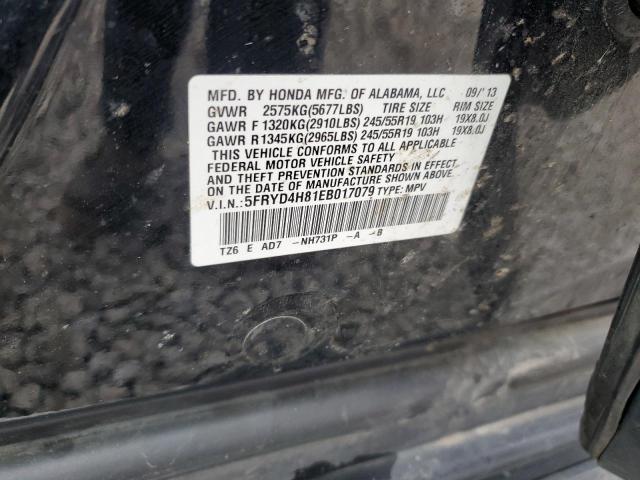 MFD. BY HONDA MFG. OF ALABAMA, LLC 09/'13
GVWR 2575KG(5677LBS) TIRE SIZE RIM SIZE
GAWR F 1320KG(2910LBS) 245/55R19 103H 19X8.0J
GAWR R1345KG(2965LBS) 245/55R19 103H 19X8.0J
THIS VEHICLE CONFORMS TO ALL APPLICABLE
FEDERAL MOTOR VEHICLE SAFETY
AND THEFT PREVENTION STANDARDS IN EFFECT
ON THE DATE OF MANUFACTURE SHOWN ABOVE.
V.I.N.: 5FRYD4H81EB017079 TYPE: MPV
TZ6 E AD7 -NH731P -A -B